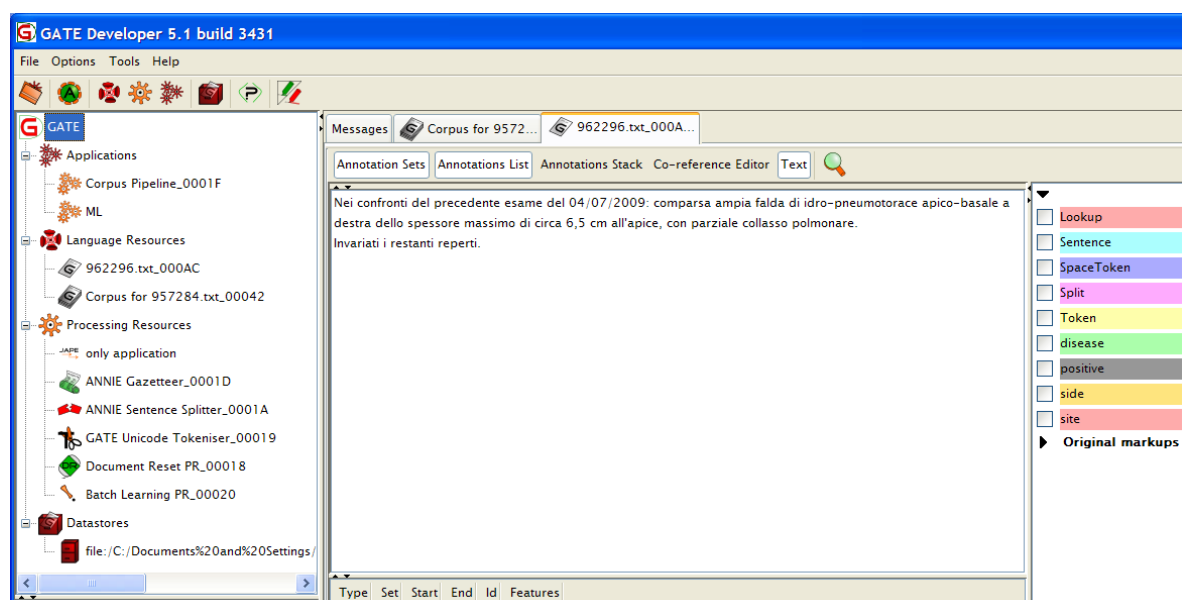 GATE Developer 5.1 build 3431
File Options Tools Help
GATE
Applications
Corpus Pipeline_0001F
ML
Language Resources
962296.txt_000AC
Corpus for 957284.txt_00042
Processing Resources
only application
ANNIE Gazetteer_0001D
ANNIE Sentence Splitter_0001A
GATE Unicode Tokeniser_00019
Document Reset PR_00018
Batch Learning PR_00020
Datastores
file:/C:/Documents%20and%20Settings/
Messages Corpus for 9572... 962296.txt_000A...
Annotation Sets Annotations List Annotations Stack Co-reference Editor Text
Nei confronti del precedente esame del 04/07/2009: comparsa ampia falda di idro-pneumotorace apico-basale a
destra dello spessore massimo di circa 6,5 cm all'apice, con parziale collasso polmonare.
Invariati i restanti reperti.
Lookup
Sentence
SpaceToken
Split
Token
disease
positive
side
site
Original markups
Type Set Start End Id Features